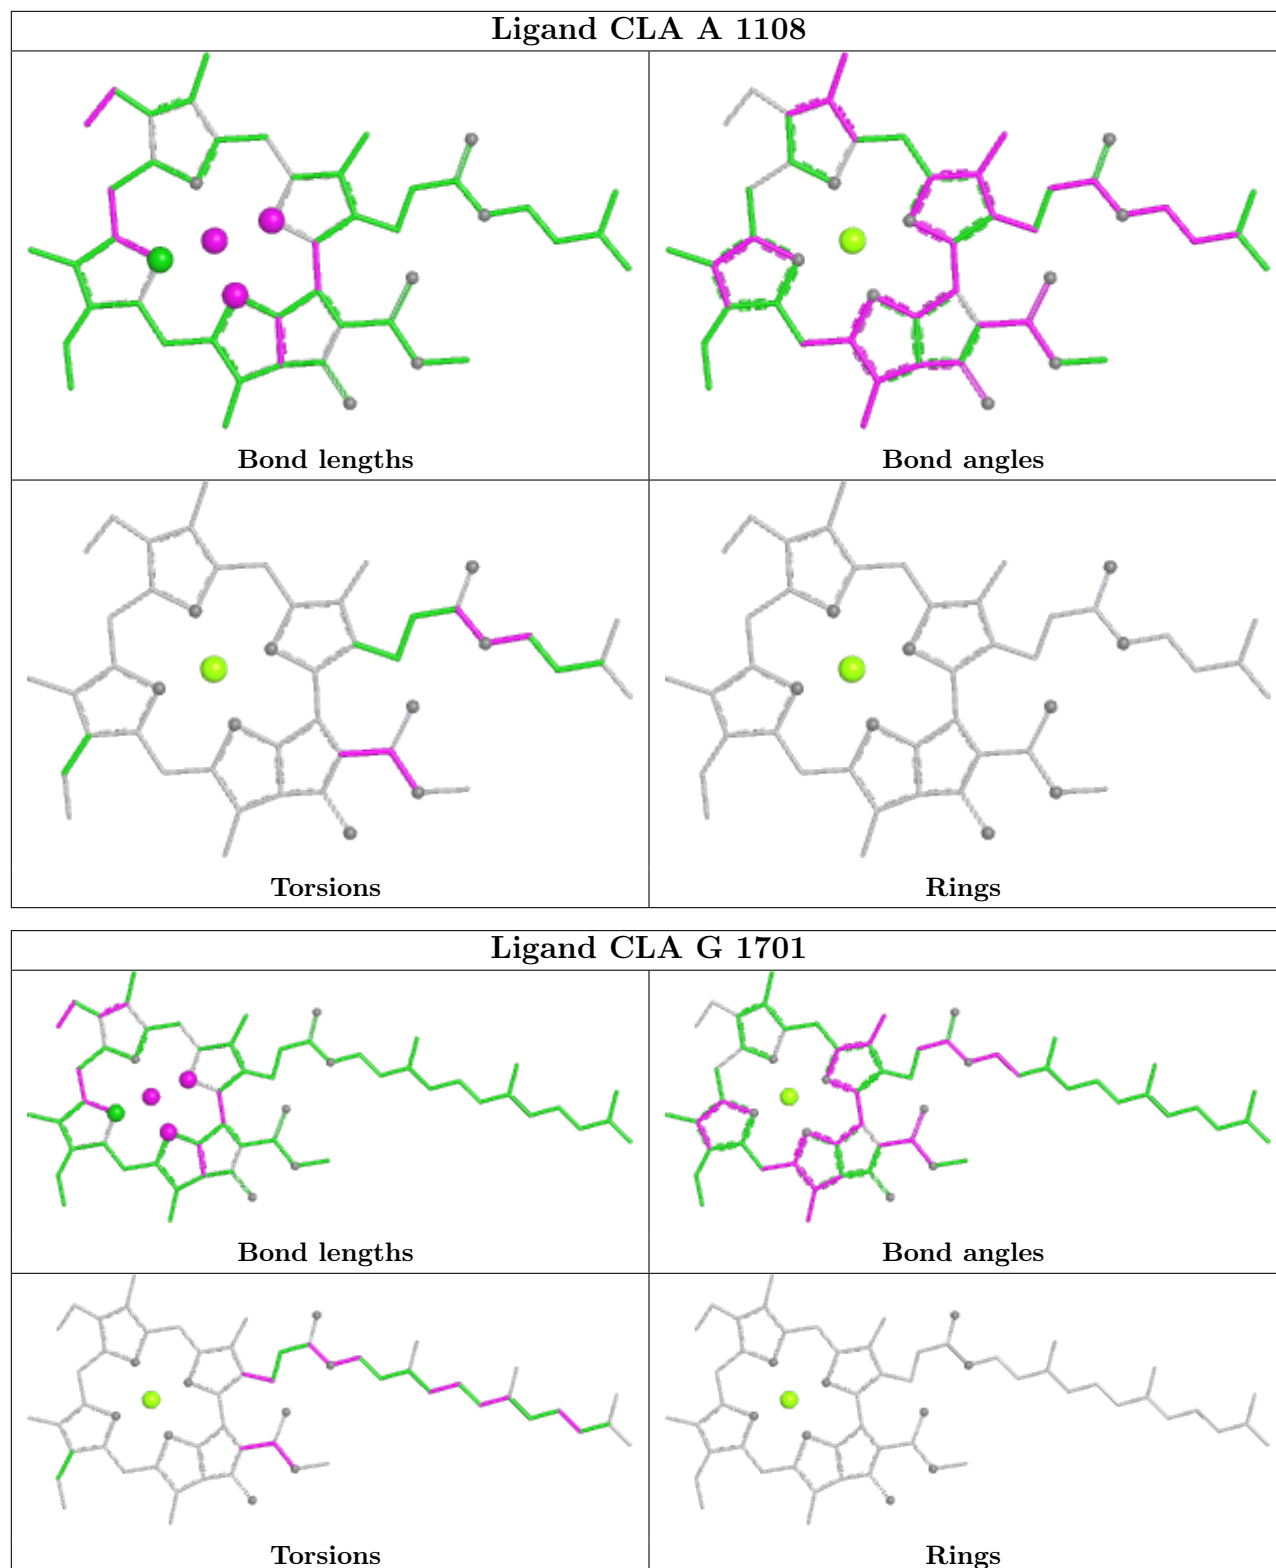 Ligand CLA A 1108
Bond lengths
Bond angles
Torsions
Rings
Ligand CLA G 1701
Bond lengths
Bond angles
Torsions
Rings